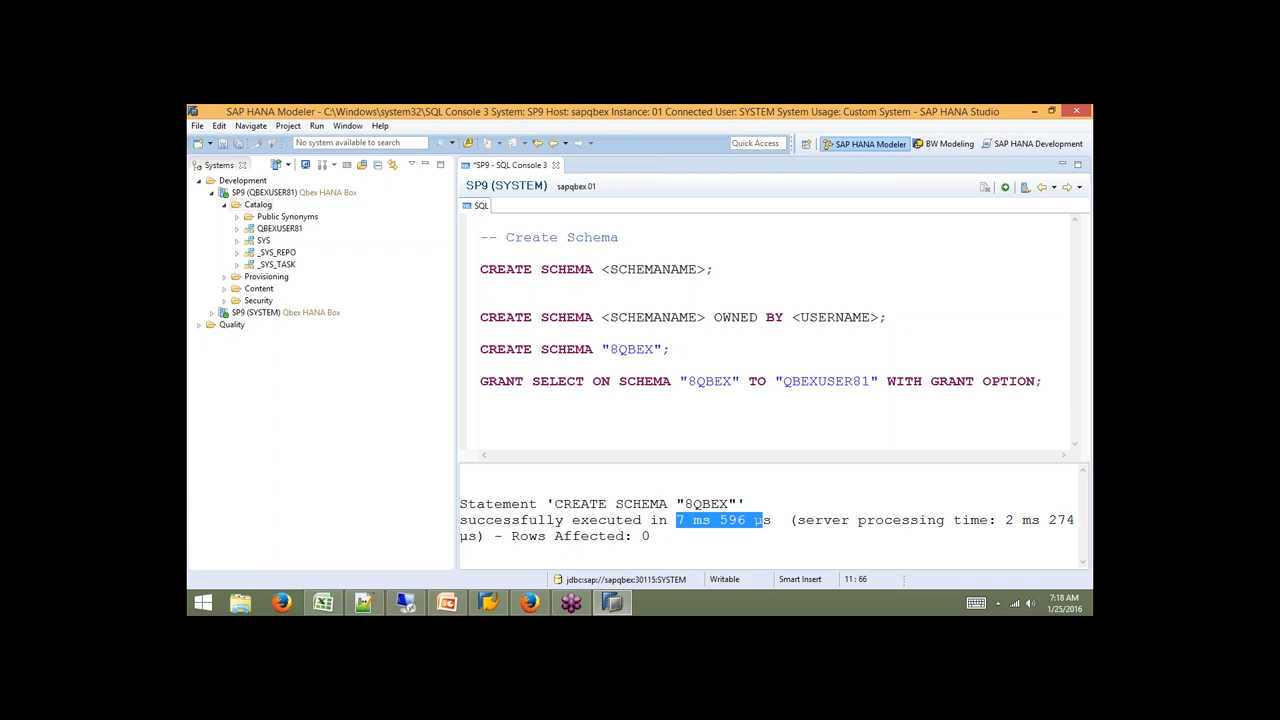 SAP HANA Modeler - C:\Windows\system32\SQL Console 3 System: SP9 Host: sapqbex Instance: 01 Connected User: SYSTEM System Usage: Custom System - SAP HANA Studio
File Edit Navigate Project Run Window Help
No system available to search
Quick Access
SAP HANA Modeler
BW Modeling
SAP HANA Development
Systems
*SP9 - SQL Console 3
SP9 (SYSTEM) sapqbex 01
SQL
Development
SP9 (QBEXUSER81) Qbex HANA Box
Catalog
Public Synonyms
QBEXUSER81
SYS
_SYS_REPO
_SYS_TASK
Provisioning
Content
Security
SP9 (SYSTEM) Qbex HANA Box
Quality
-- Create Schema
CREATE SCHEMA <SCHEMANAME>;
CREATE SCHEMA <SCHEMANAME> OWNED BY <USERNAME>;
CREATE SCHEMA "8QBEX";
GRANT SELECT ON SCHEMA "8QBEX" TO "QBEXUSER81" WITH GRANT OPTION;
Statement 'CREATE SCHEMA "8QBEX"'
successfully executed in 7 ms 596 µs (server processing time: 2 ms 274
µs) - Rows Affected: 0
jdbc:sap://sapqbex:30115:SYSTEM
Writable
Smart Insert
11 : 66
7:18 AM
1/25/2016